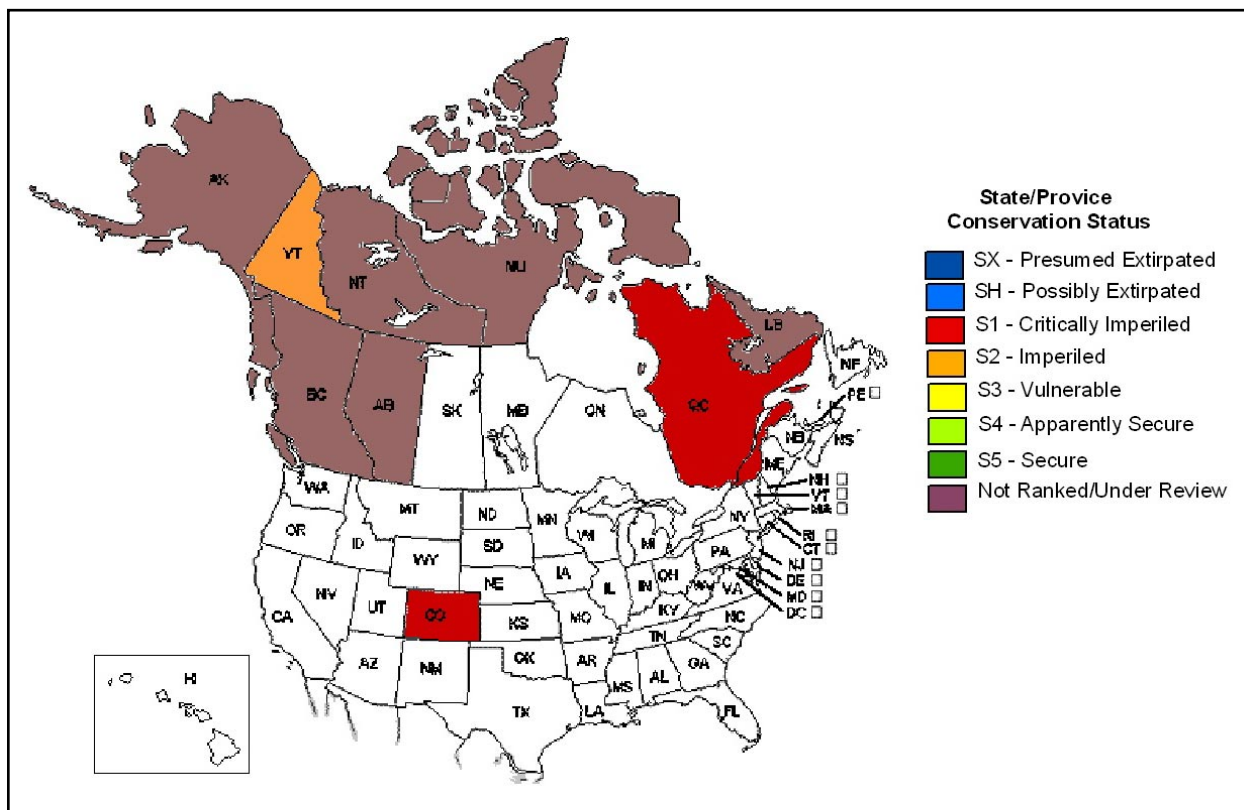 State/Provice
Conservation Status
SX - Presumed Extirpated
SH - Possibly Extirpated
S1 - Critically Imperiled
S2 - Imperiled
S3 - Vulnerable
S4 - Apparently Secure
S5 - Secure
Not Ranked/Under Review
AK
YT
NT
NU
LB
NF
BC
AB
SK
MB
ON
QC
PE
NB
NS
ME
NH
VT
MA
WA
MT
ND
MN
WI
MI
NY
RI
CT
OR
ID
SD
WY
PA
NJ
DE
MD
DC
NV
UT
CO
NE
IA
IL
IN
OH
WV
VA
CA
KS
MO
KY
NC
TN
AZ
NM
OK
AR
SC
MS
AL
GA
TX
LA
FL
HI